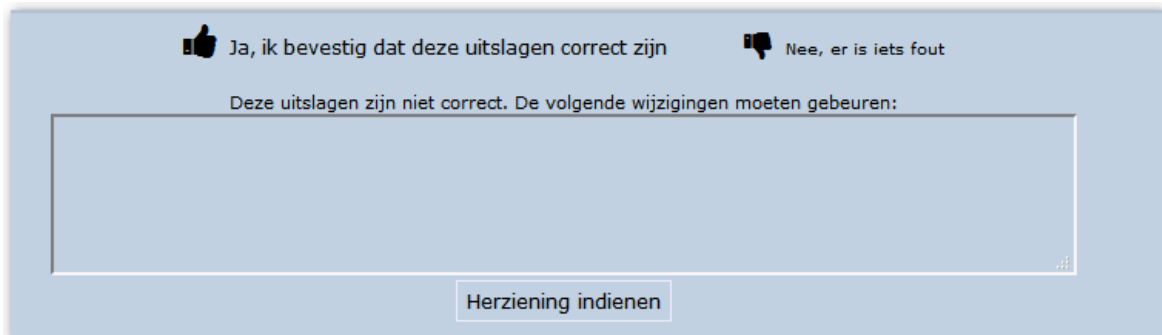 Ja, ik bevestig dat deze uitslagen correct zijn
Nee, er is iets fout
Deze uitslagen zijn niet correct. De volgende wijzigingen moeten gebeuren:
Herziening indienen